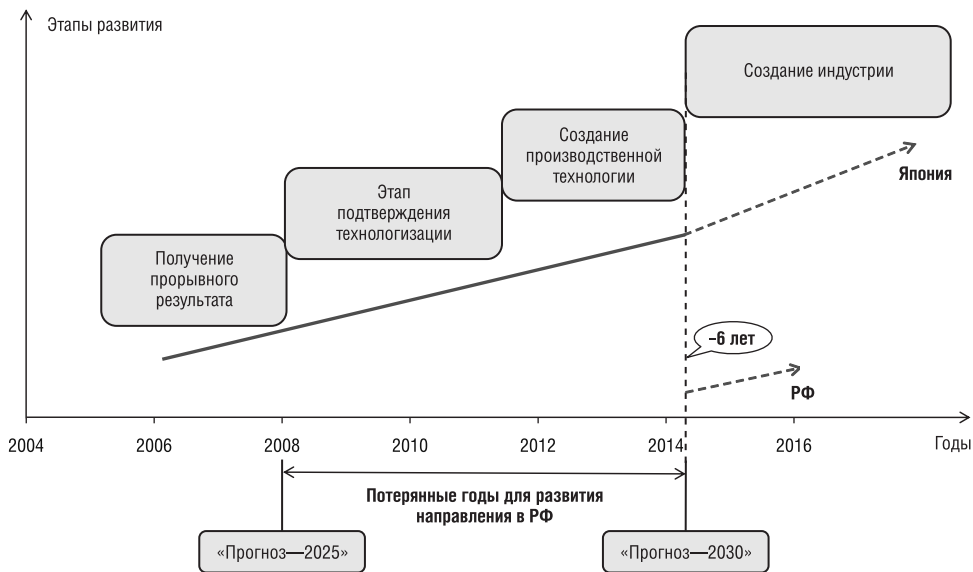 Этапы развития
Создание индустрии
Создание
производственной
технологии
Этап
подтверждения
технологизации
Получение
прорывного
результата
Япония
–6 лет
РФ
2004
2006
2008
2010
2012
2014
2016
Годы
Потерянные годы для развития
направления в РФ
«Прогноз—2025»
«Прогноз—2030»